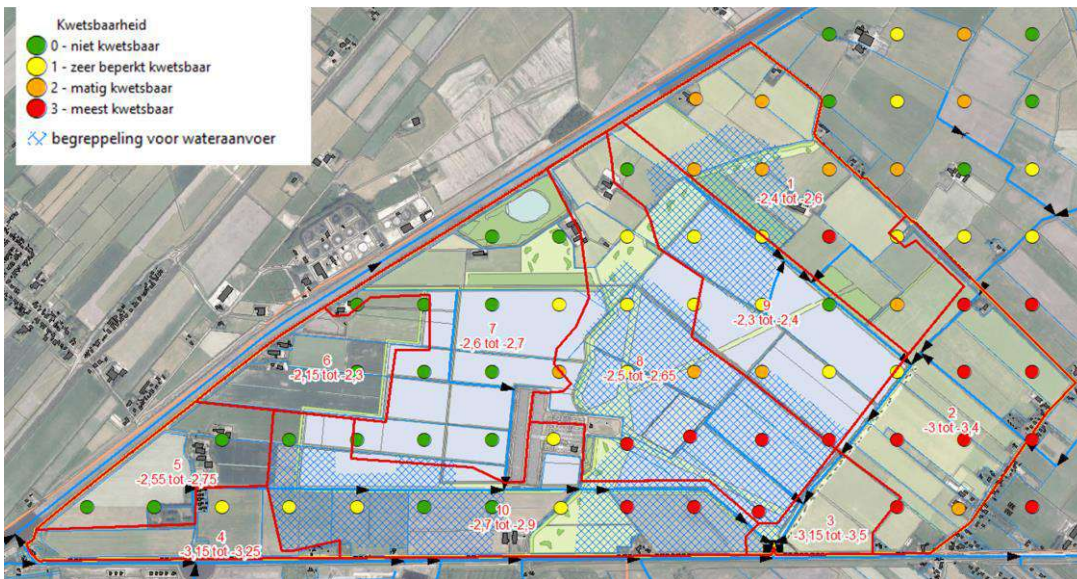 Kwetsbaarheid
0 - niet kwetsbaar
1 - zeer beperkt kwetsbaar
2 - matig kwetsbaar
3 - meest kwetsbaar
begreppeling voor wateraanvoer
1
-2,4 tot -2,6
9
-2,3 tot -2,4
7
-2,6 tot -2,7
6
-2,15 tot -2,3
8
-2,5 tot -2,65
2
-3 tot -3,4
5
-2,55 tot -2,75
10
-2,7 tot -2,9
4
-3,15 tot -3,25
3
-3,15 tot -3,5